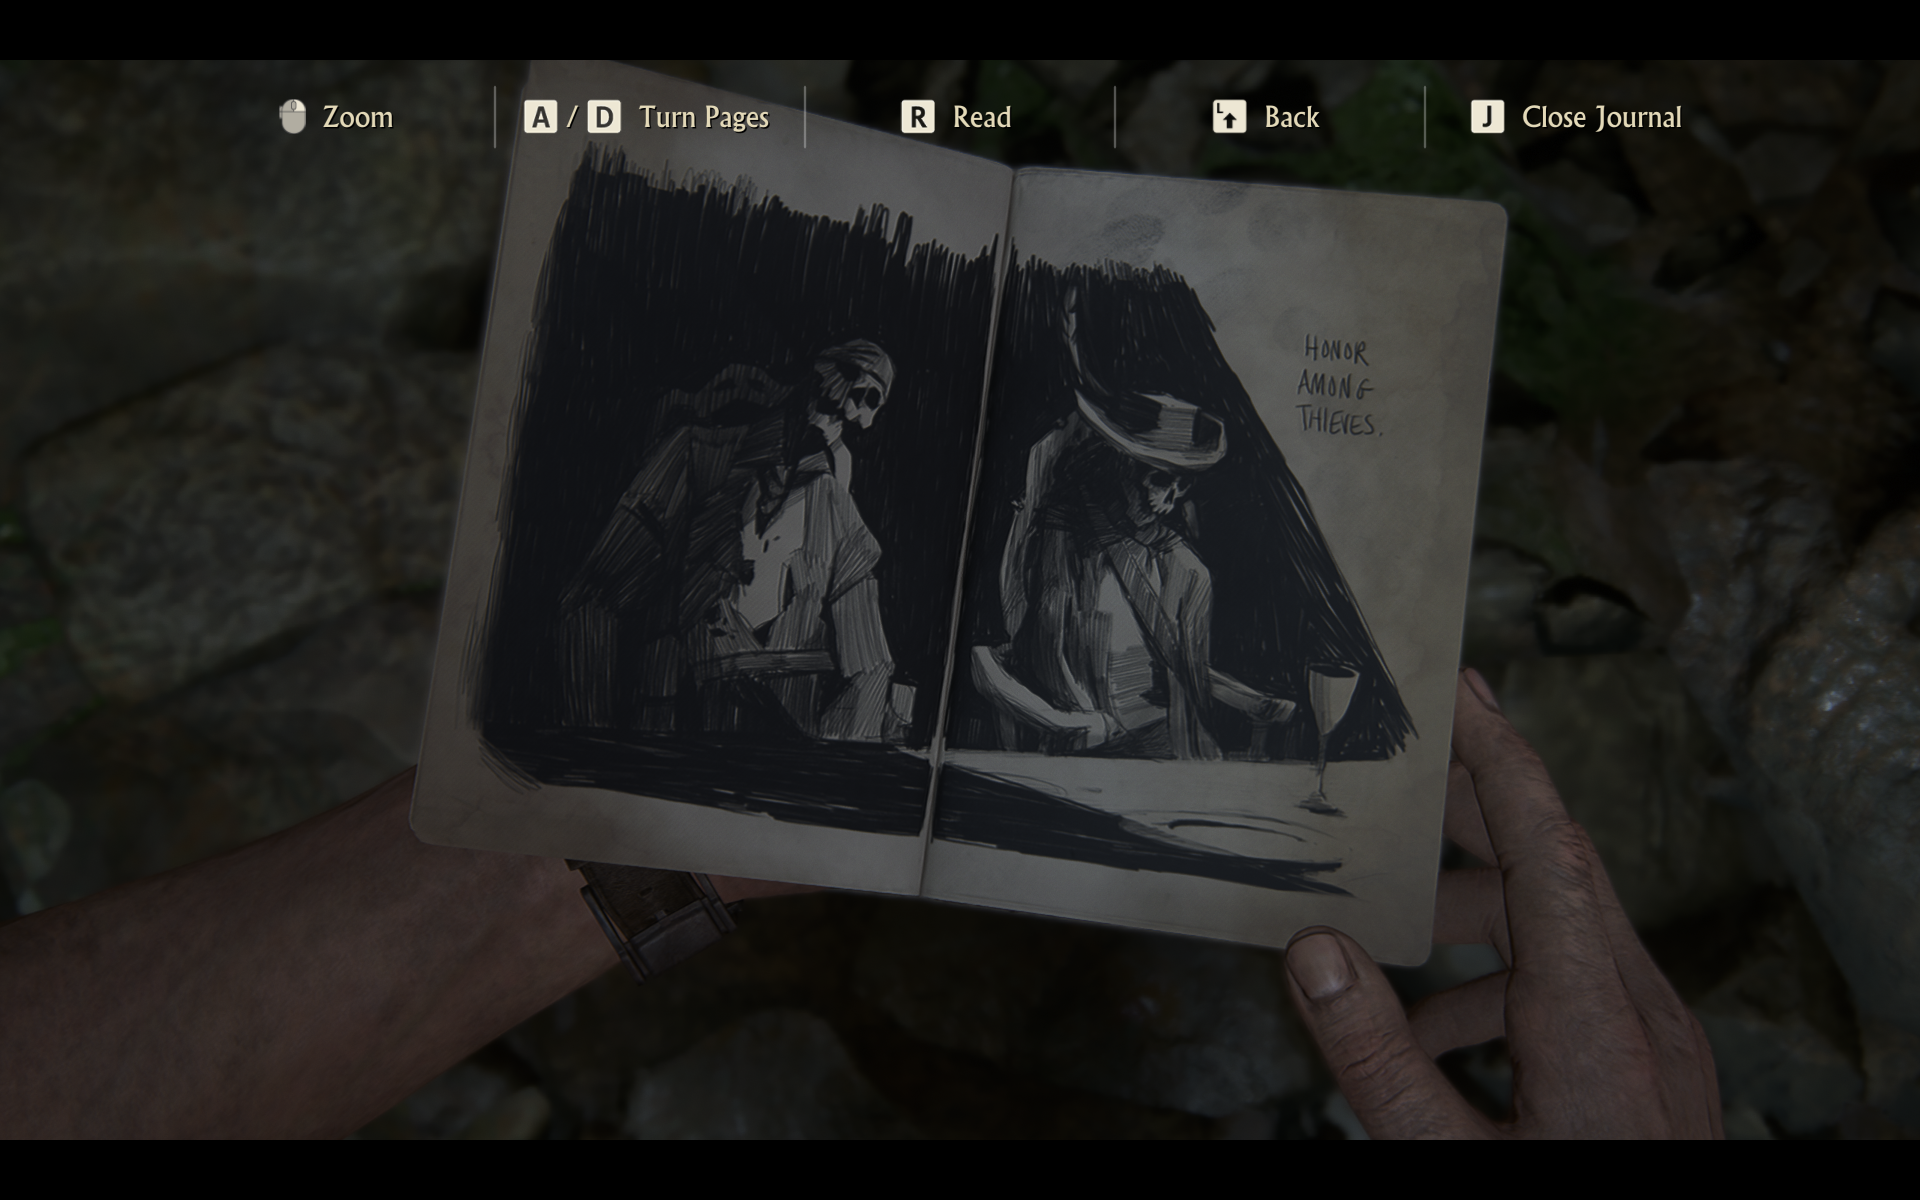 Zoom
A / D Turn Pages
R Read
L Back
J Close Journal
HONOR
AMONG
THIEVES.